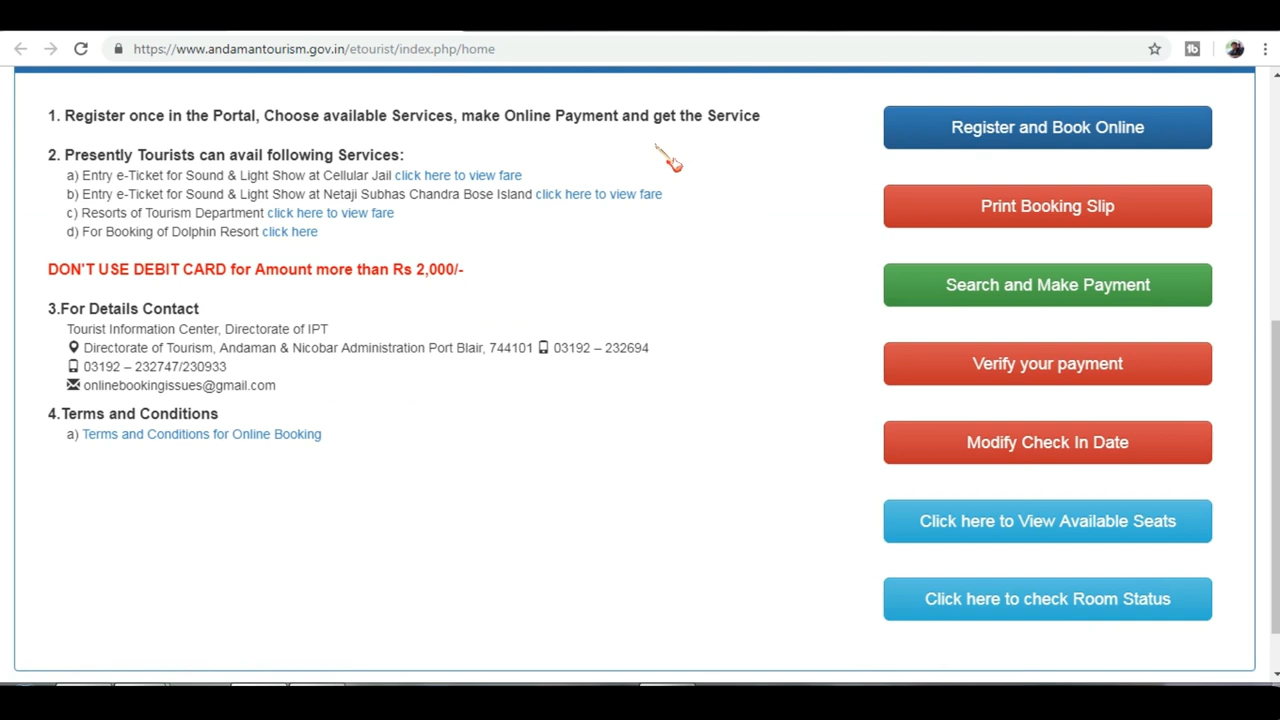 https://www.andamantourism.gov.in/etourist/index.php/home
1. Register once in the Portal, Choose available Services, make Online Payment and get the Service
2. Presently Tourists can avail following Services:
a) Entry e-Ticket for Sound & Light Show at Cellular Jail click here to view fare
b) Entry e-Ticket for Sound & Light Show at Netaji Subhas Chandra Bose Island click here to view fare
c) Resorts of Tourism Department click here to view fare
d) For Booking of Dolphin Resort click here
DON'T USE DEBIT CARD for Amount more than Rs 2,000/-
3.For Details Contact
Tourist Information Center, Directorate of IPT
Directorate of Tourism, Andaman & Nicobar Administration Port Blair, 744101 03192 – 232694
03192 – 232747/230933
onlinebookingissues@gmail.com
4.Terms and Conditions
a) Terms and Conditions for Online Booking
Register and Book Online
Print Booking Slip
Search and Make Payment
Verify your payment
Modify Check In Date
Click here to View Available Seats
Click here to check Room Status